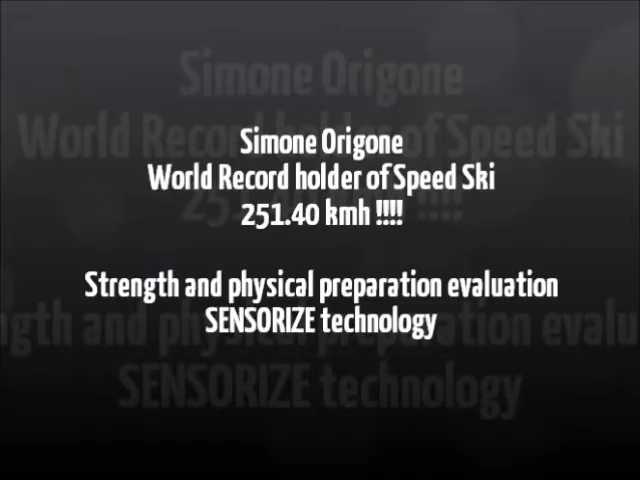 Simone Origone
World Record holder of Speed Ski
251.40 kmh !!!!
Strength and physical preparation evaluation
SENSORIZE technology